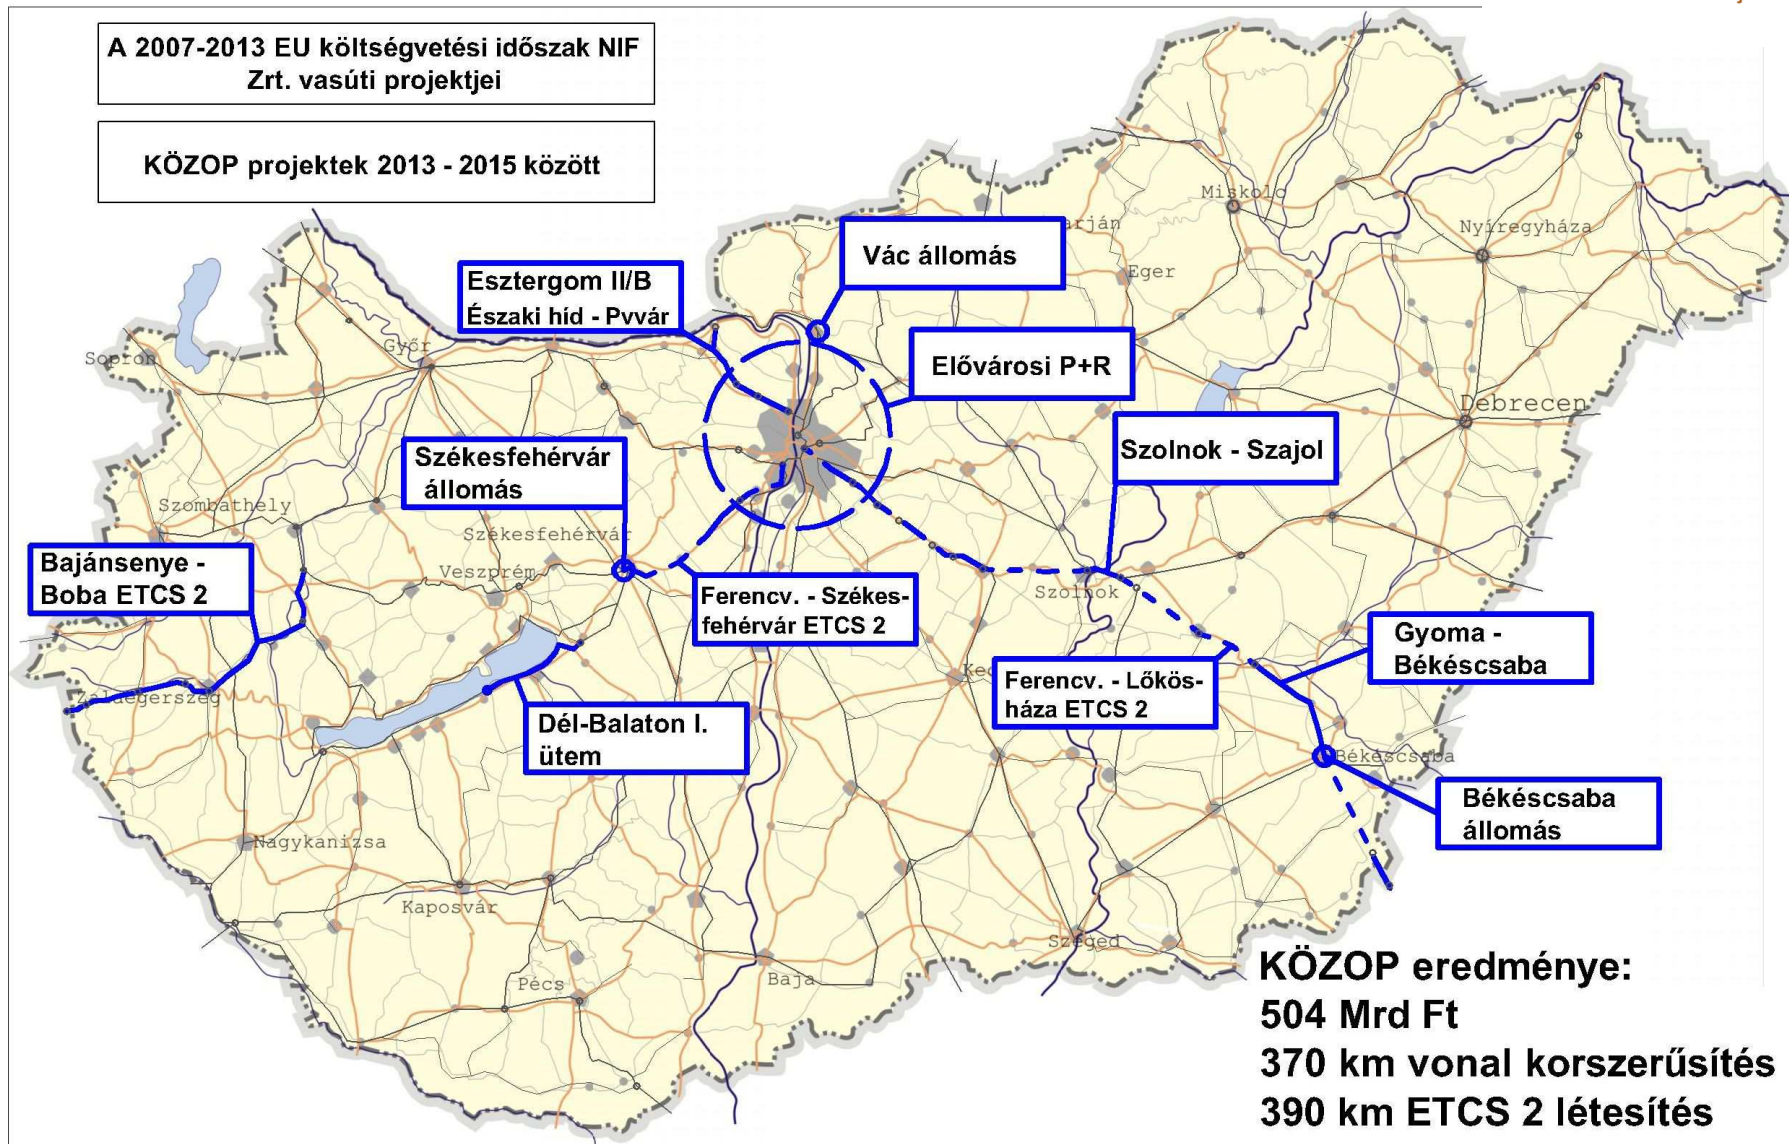 A 2007-2013 EU költségvetési időszak NIF
Zrt. vasúti projektjei
KÖZOP projektek 2013 - 2015 között
Miskolc
arján
Nyíregyháza
Vác állomás
Eger
Esztergom II/B
Északi híd - Pvvár
Sopron
Győr
Elővárosi P+R
Debrecen
Székesfehérvár
állomás
Szolnok - Szajol
Szombathely
Székesfehérvár
Bajánsenye -
Boba ETCS 2
Veszprém
Szolnok
Ferencv. - Székes-
fehérvár ETCS 2
Gyoma -
Békéscsaba
Kec
Ferencv. - Lőkös-
háza ETCS 2
Zalaegerszeg
Dél-Balaton I.
ütem
Békéscsaba
Békéscsaba
állomás
Nagykanizsa
Kaposvár
Szeged
Pécs
Baja
KÖZOP eredménye:
504 Mrd Ft
370 km vonal korszerűsítés
390 km ETCS 2 létesítés